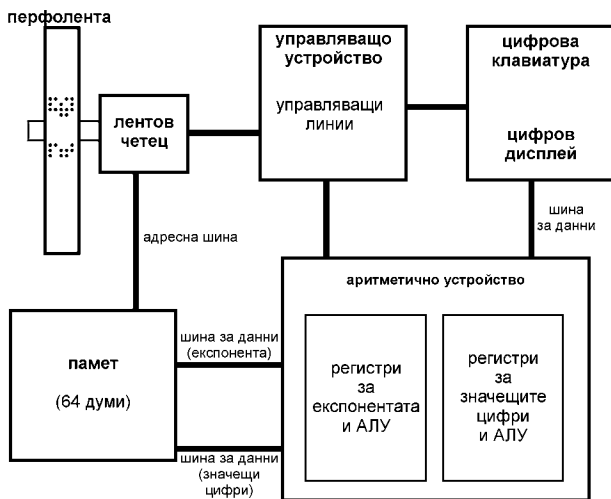 перфолента
лентов
четец
управляващо
устройство
управляващи
линии
цифрова
клавиатура
цифров
дисплей
адресна шина
шина
за данни
памет
(64 думи)
шина за данни
(експонента)
шина за данни
(значещи
цифри)
аритметично устройство
регистри
за
експонентата
и АЛУ
регистри
за
значещите
цифри
и АЛУ